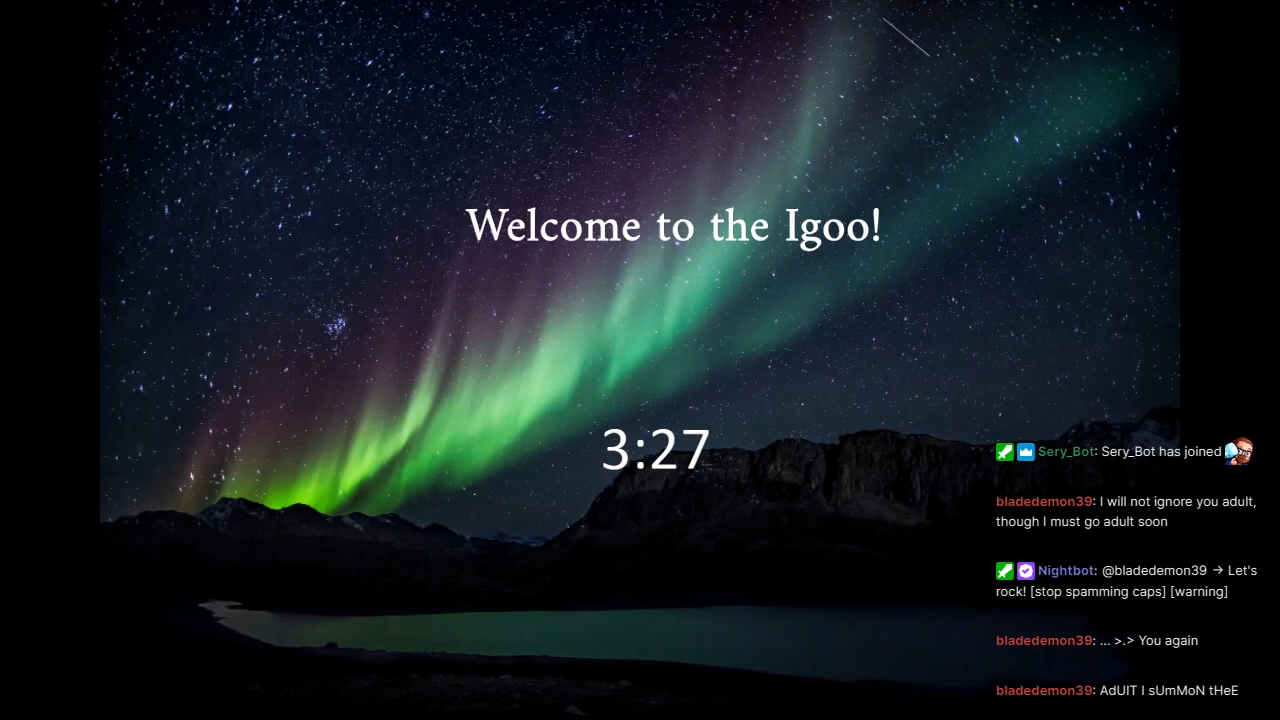 Welcome to the Igoo!
3:27
Sery_Bot: Sery_Bot has joined
bladedemon39: I will not ignore you adult,
though I must go adult soon
Nightbot: @bladedemon39 → Let's
rock! [stop spamming caps] [warning]
bladedemon39: ... >.> You again
bladedemon39: AdUIT I sUmMoN tHeE